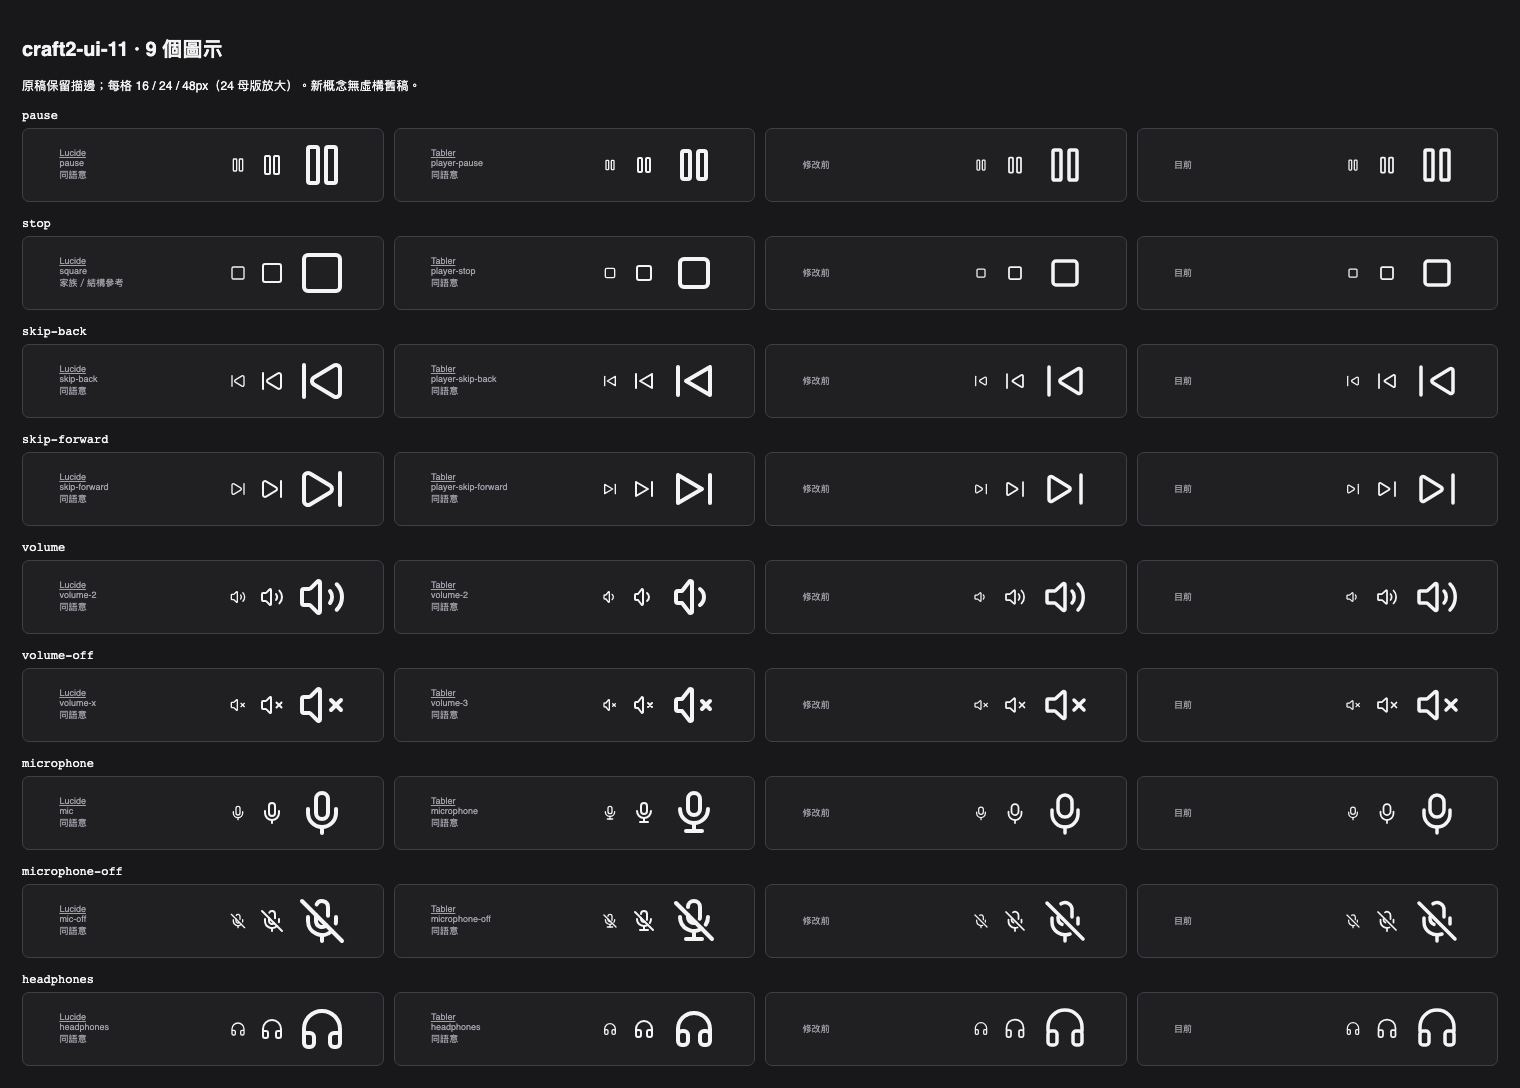 craft2-ui-11 · 9 個圖示
原稿保留描邊；每格 16 / 24 / 48px（24 母版放大）。新概念無虛構舊稿。
pause
Lucide
pause
同語意
Tabler
player-pause
同語意
修改前
目前
stop
Lucide
square
家族 / 結構參考
Tabler
player-stop
同語意
修改前
目前
skip-back
Lucide
skip-back
同語意
Tabler
player-skip-back
同語意
修改前
目前
skip-forward
Lucide
skip-forward
同語意
Tabler
player-skip-forward
同語意
修改前
目前
volume
Lucide
volume-2
同語意
Tabler
volume-2
同語意
修改前
目前
volume-off
Lucide
volume-x
同語意
Tabler
volume-3
同語意
修改前
目前
microphone
Lucide
mic
同語意
Tabler
microphone
同語意
修改前
目前
microphone-off
Lucide
mic-off
同語意
Tabler
microphone-off
同語意
修改前
目前
headphones
Lucide
headphones
同語意
Tabler
headphones
同語意
修改前
目前